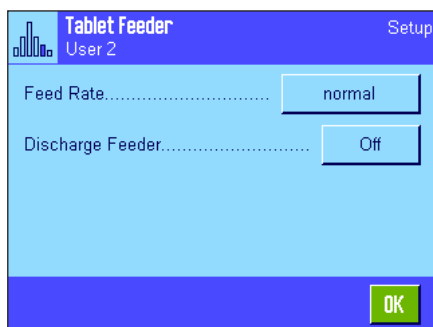 Tablet Feeder Setup
User 2
Feed Rate............................... normal
Discharge Feeder............................ Off
OK